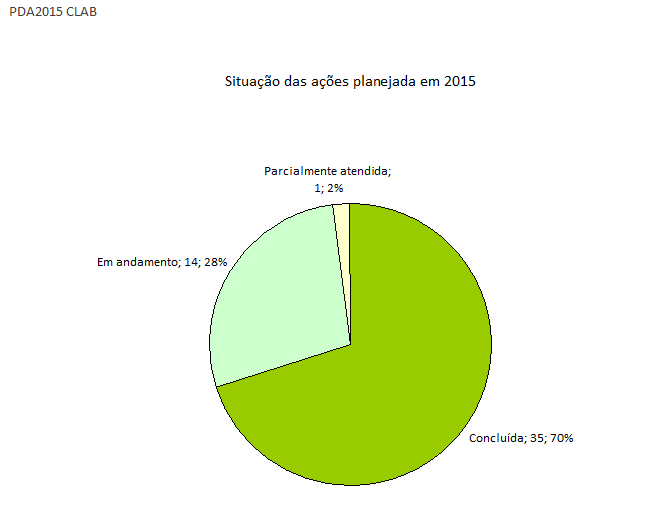 PDA2015 CLAB
Situação das ações planejada em 2015
Parcialmente atendida;
1; 2%
Em andamento; 14; 28%
Concluída; 35; 70%